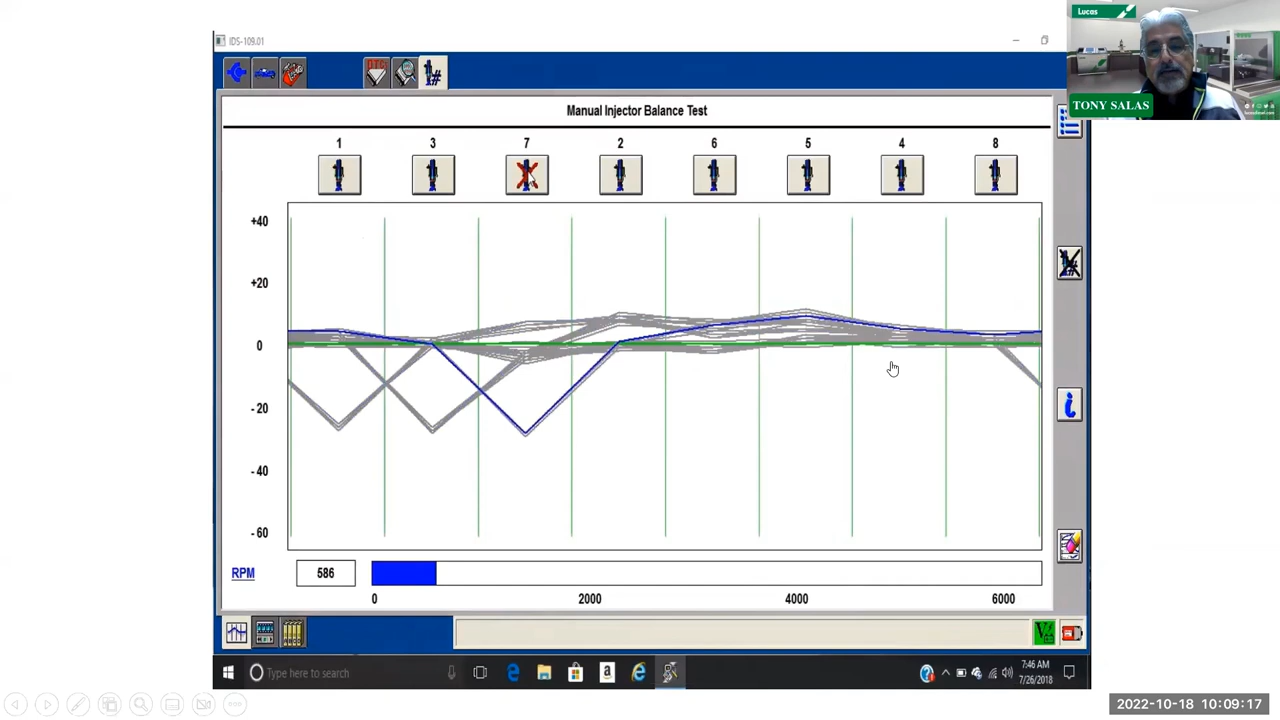 IDS-109.01
Lucas
TONY SALAS
Manual Injector Balance Test
1 3 7 2 6 5 4 8
+40
+20
0
- 20
- 40
- 60
RPM 586
0 2000 4000 6000
Type here to search
7:46 AM
7/26/2018
2022-10-18 10:09:17